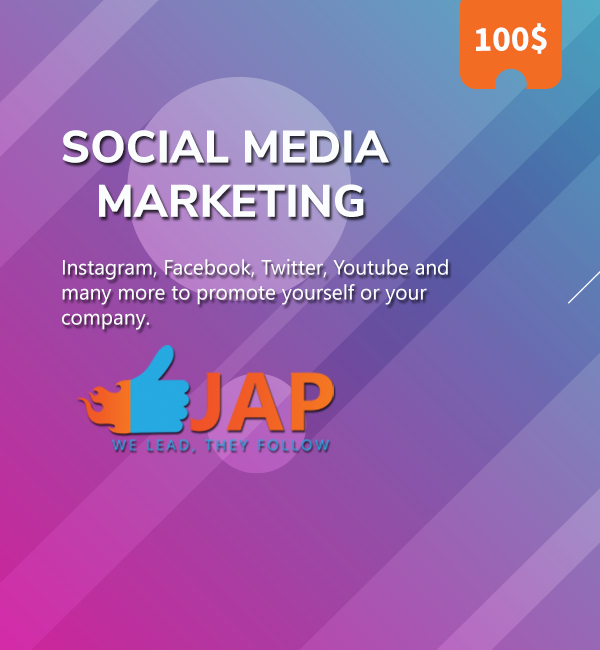 100$
SOCIAL MEDIA
MARKETING
Instagram, Facebook, Twitter, Youtube and
many more to promote yourself or your
company.
JAP
WE LEAD, THEY FOLLOW